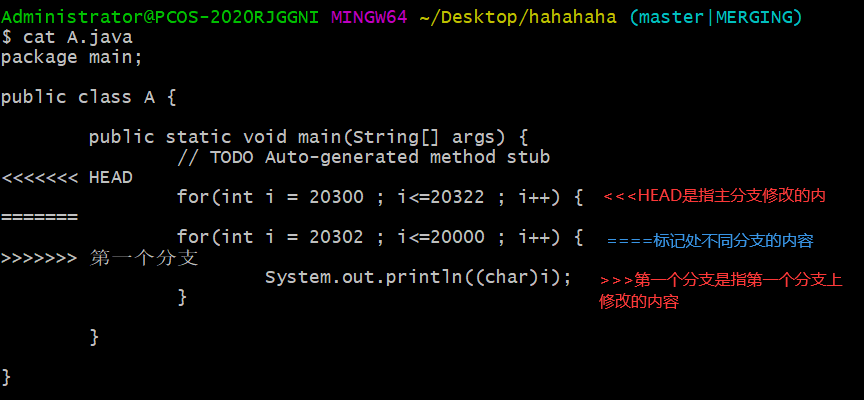 Administrator@PCOS-2020RJGGNI MINGW64 ~/Desktop/hahahaha (master|MERGING)
$ cat A.java
package main;
public class A {
public static void main(String[] args) {
// TODO Auto-generated method stub
<<<<<<< HEAD
for(int i = 20300 ; i<=20322 ; i++) {
<<<HEAD是指主分支修改的内
=======
for(int i = 20302 ; i<=20000 ; i++) {
====标记处不同分支的内容
>>>>>>> 第一个分支
System.out.println((char)i);
>>>第一个分支是指第一个分支上
修改的内容
}
}
}